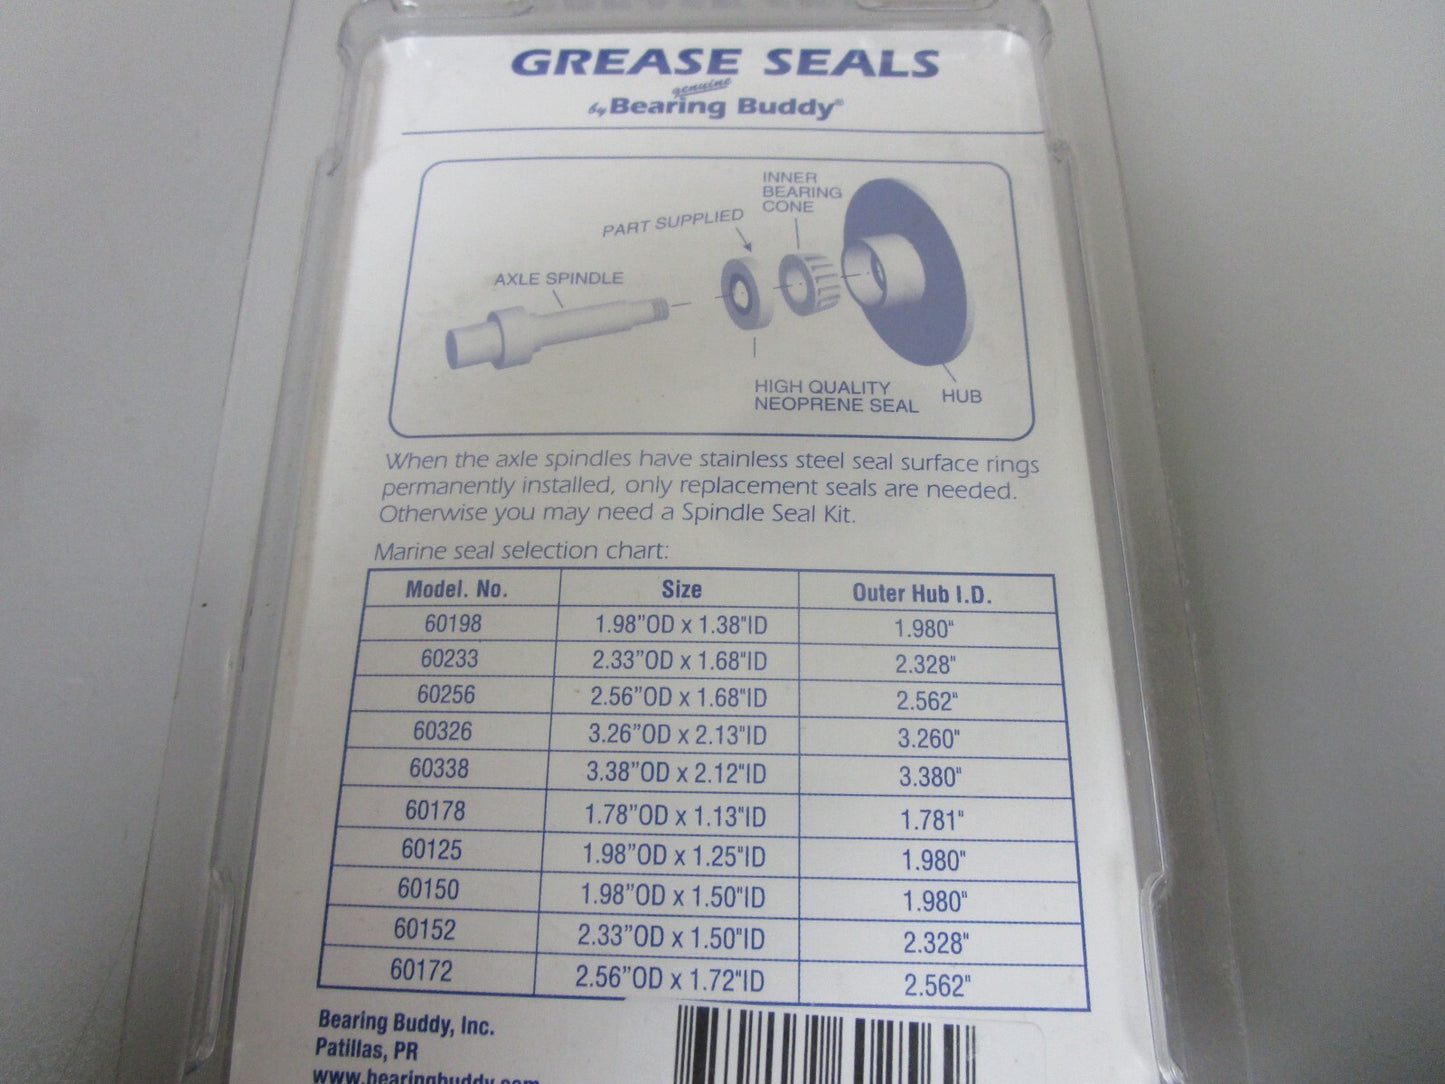 GREASE SEALS
genuine
by Bearing Buddy®
INNER
BEARING
CONE
PART SUPPLIED
AXLE SPINDLE
HIGH QUALITY
NEOPRENE SEAL
HUB
When the axle spindles have stainless steel seal surface rings
permanently installed, only replacement seals are needed.
Otherwise you may need a Spindle Seal Kit.
Marine seal selection chart:
Model. No. Size Outer Hub I.D.
60198 1.98”OD x 1.38"ID 1.980"
60233 2.33”OD x 1.68"ID 2.328"
60256 2.56”OD x 1.68"ID 2.562"
60326 3.26”OD x 2.13"ID 3.260"
60338 3.38”OD x 2.12"ID 3.380"
60178 1.78”OD x 1.13"ID 1.781"
60125 1.98”OD x 1.25"ID 1.980"
60150 1.98”OD x 1.50"ID 1.980"
60152 2.33”OD x 1.50"ID 2.328"
60172 2.56”OD x 1.72"ID 2.562"
Bearing Buddy, Inc.
Patillas, PR
www.bearingbuddy.com